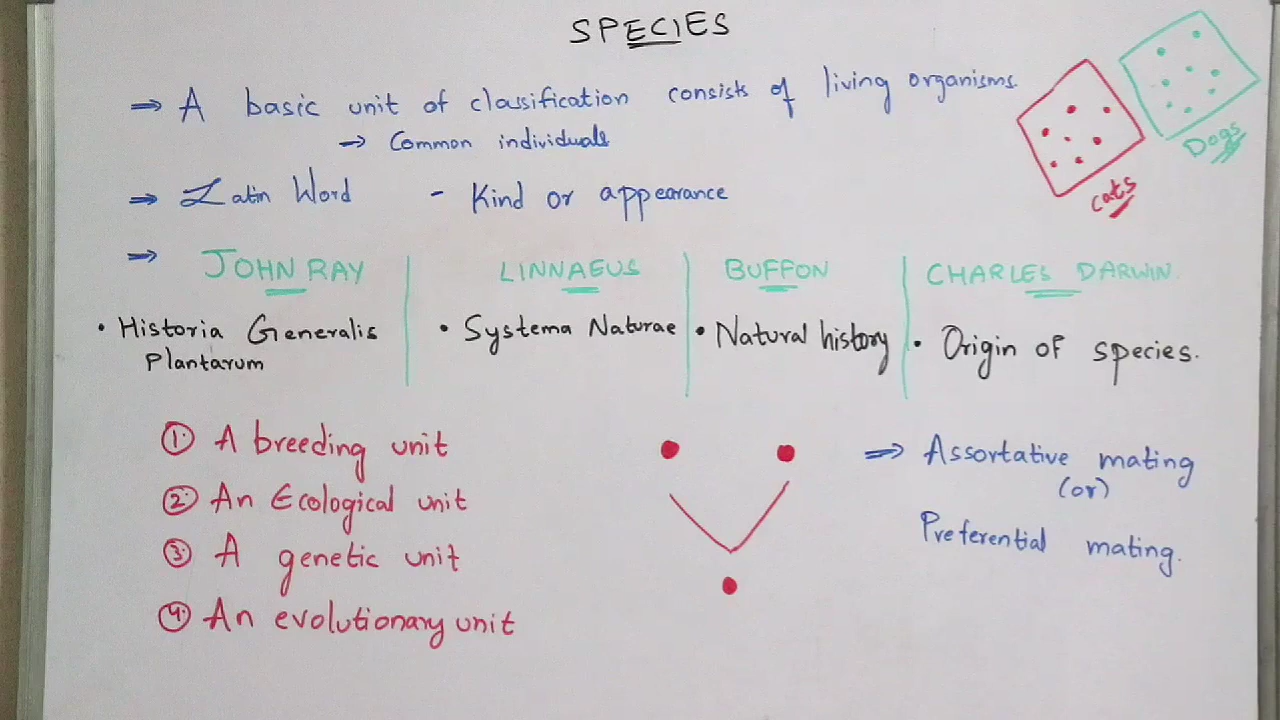 SPECIES
⇒ A basic unit of classification consists of living organisms.
→ Common individuals
Cats
Dogs
⇒ Latin Word - Kind or appearance
⇒ JOHN RAY LINNAEUS BUFFON CHARLES DARWIN.
• Historia Generalis Plantarum
• Systema Naturae
• Natural history
• Origin of species.
① A breeding unit
② An Ecological unit
③ A genetic unit
④ An evolutionary unit
⇒ Assortative mating
(or)
Preferential mating.